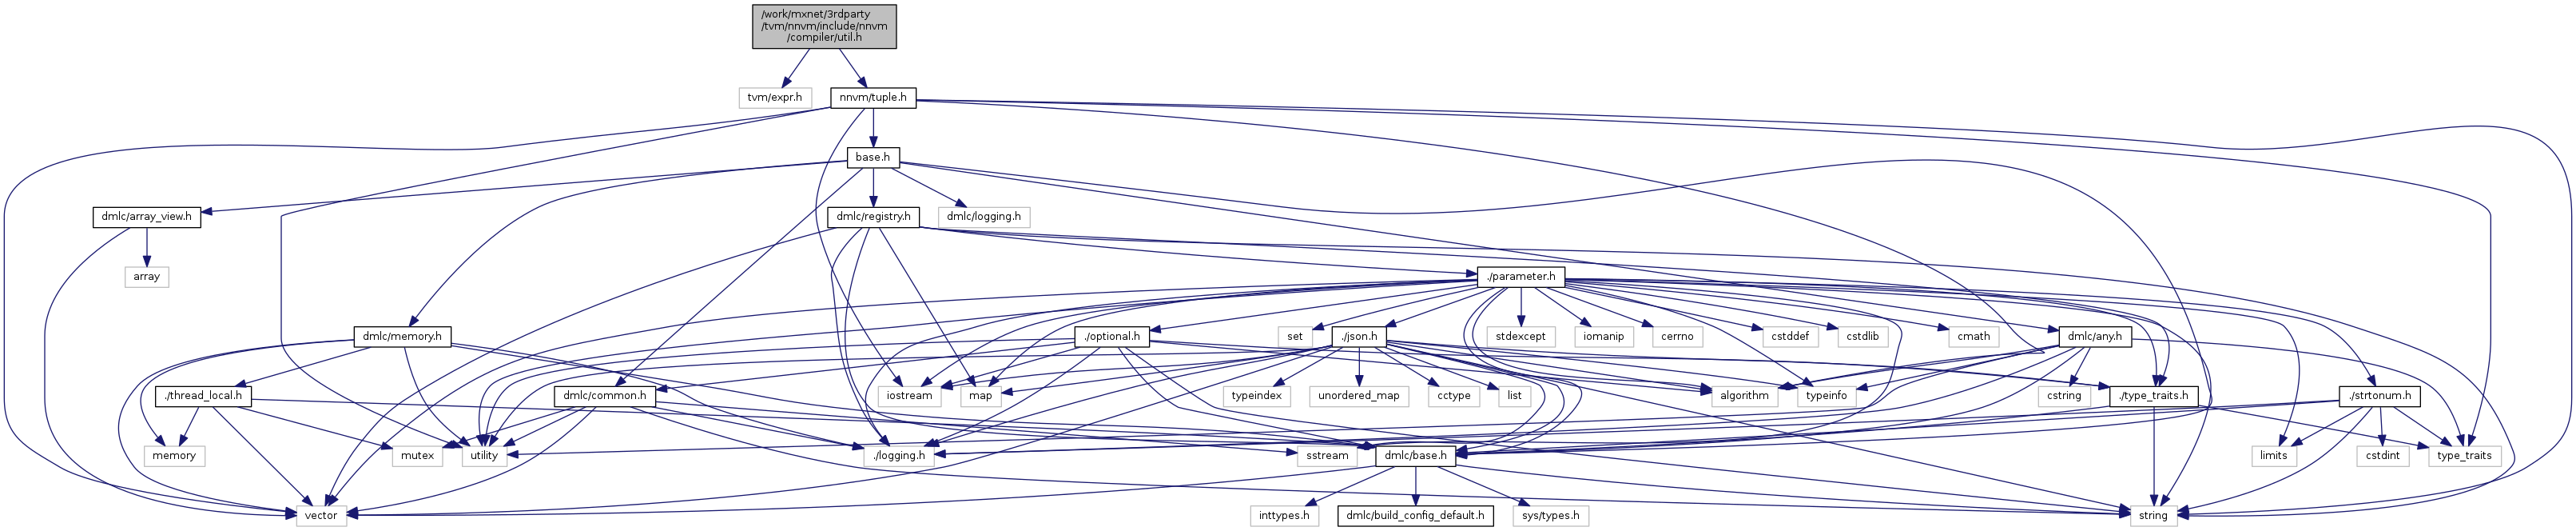 /work/mxnet/3rdparty
/tvm/nnvm/include/nnvm
/compiler/util.h
tvm/expr.h
nnvm/tuple.h
base.h
dmlc/array_view.h
dmlc/registry.h
dmlc/logging.h
array
./parameter.h
dmlc/memory.h
./optional.h
set
./json.h
stdexcept
iomanip
cerrno
cstddef
cstdlib
cmath
dmlc/any.h
./thread_local.h
dmlc/common.h
iostream
map
typeindex
unordered_map
cctype
list
algorithm
typeinfo
cstring
./type_traits.h
./strtonum.h
memory
mutex
utility
./logging.h
sstream
dmlc/base.h
limits
cstdint
type_traits
vector
inttypes.h
dmlc/build_config_default.h
sys/types.h
string